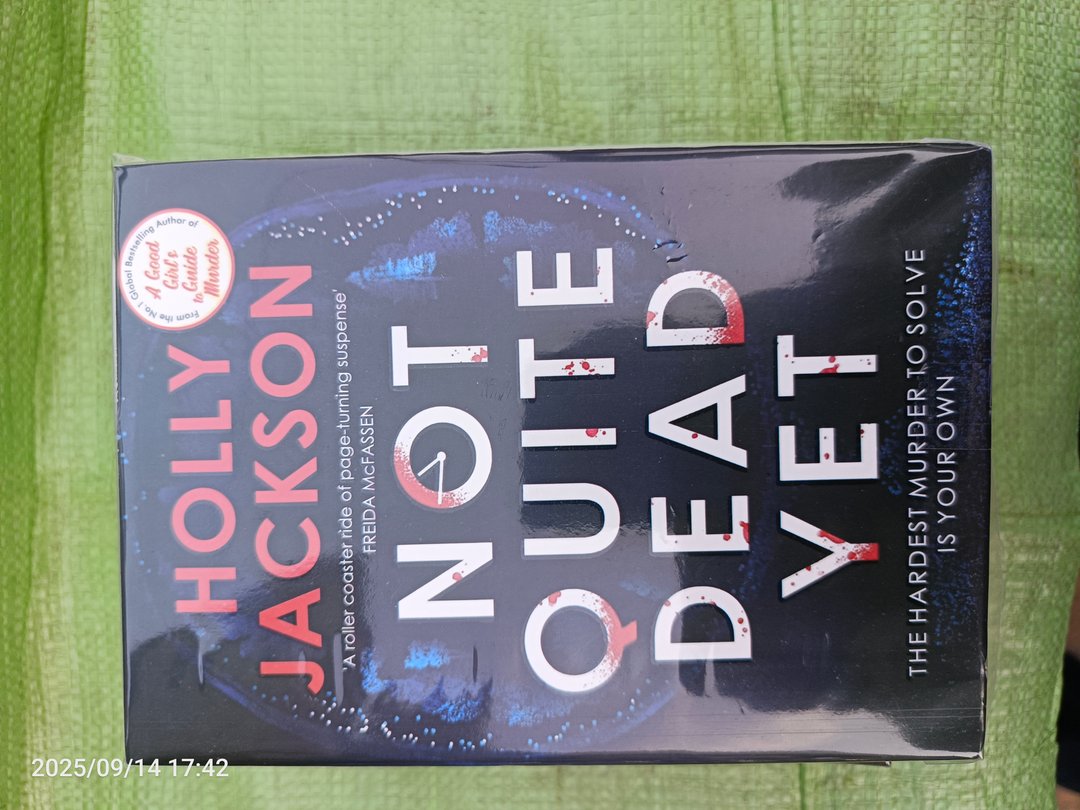 From the No.1 Global Bestselling Author of
A Good
Girl's
Guide
to Murder
HOLLY
JACKSON
'A roller coaster ride of page-turning suspense'
FREIDA McFASSEN
NOT
QUITE
DEAD
YET
THE HARDEST MURDER TO SOLVE
IS YOUR OWN
2025/09/14 17:42